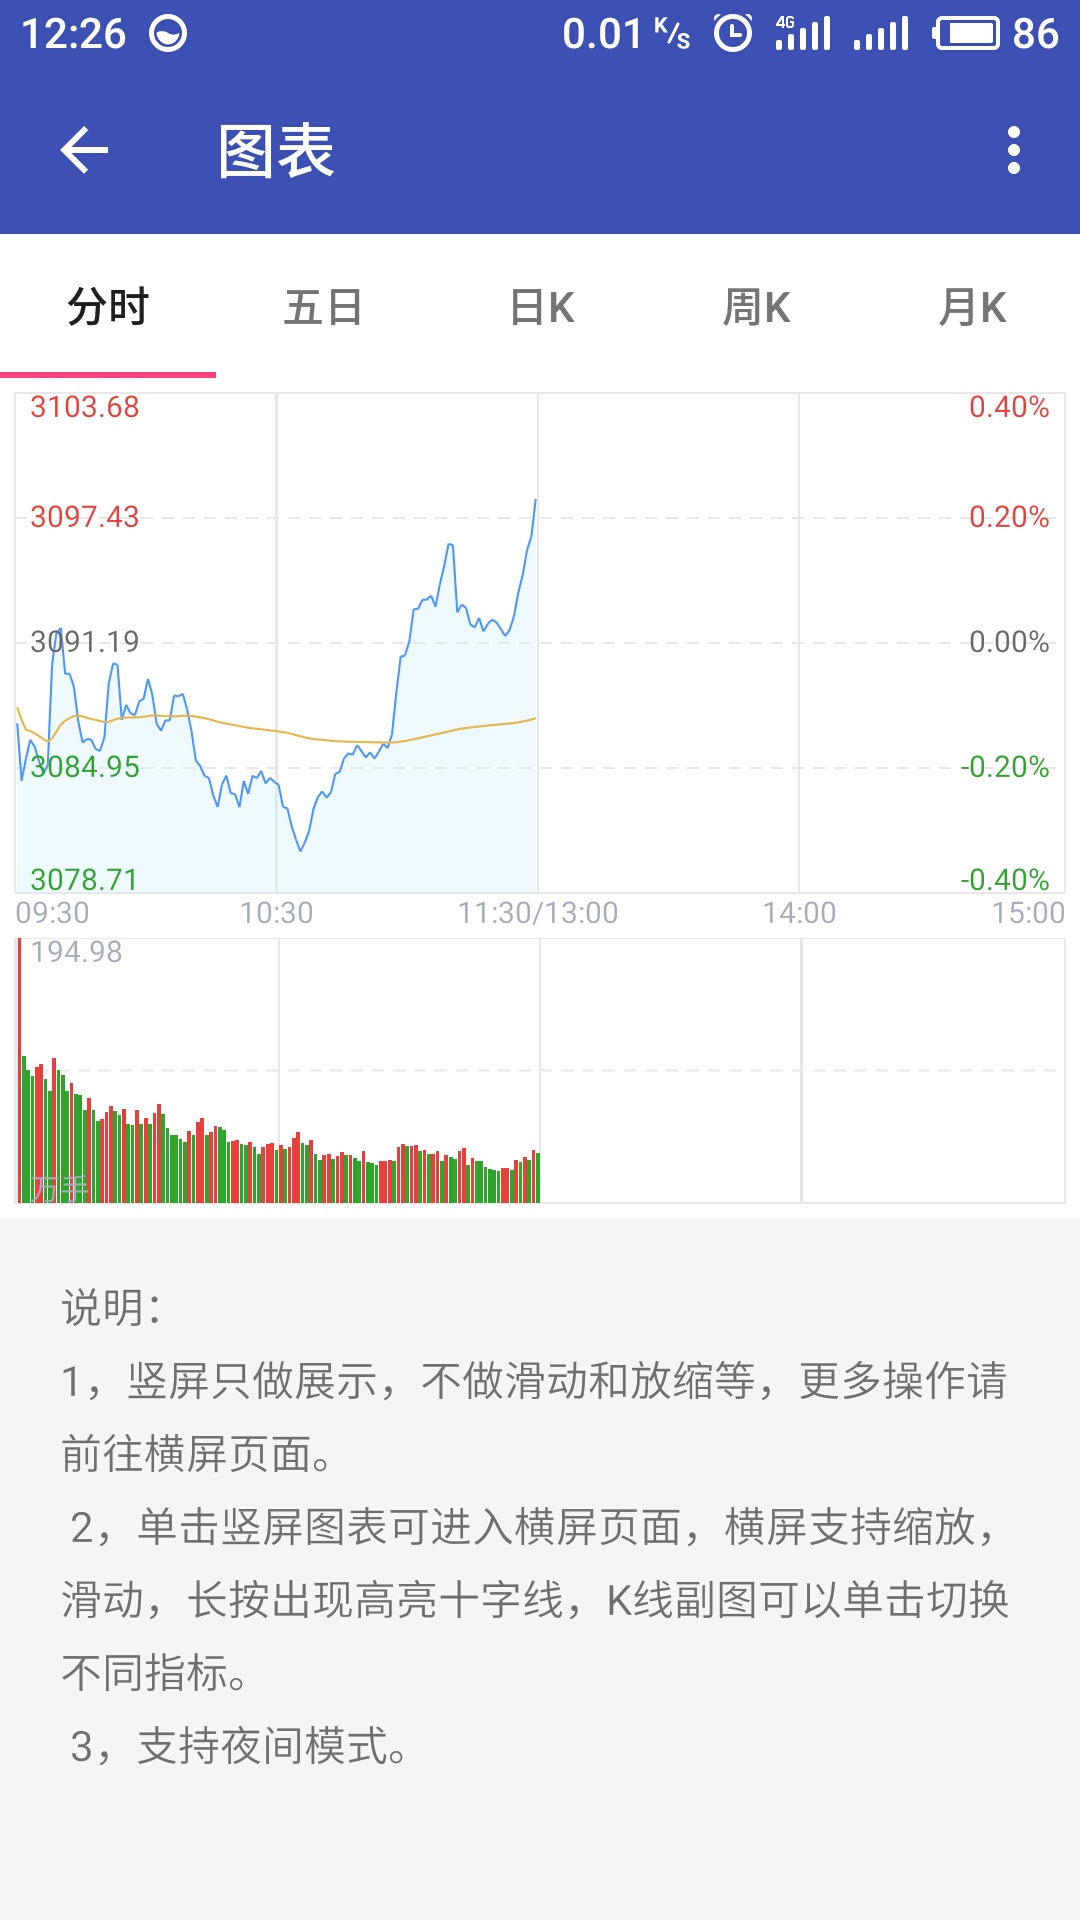 12:26 0.01 K/s 4G 86
图表
分时 五日 日K 周K 月K
3103.68 0.40%
3097.43 0.20%
3091.19 0.00%
3084.95 -0.20%
3078.71 -0.40%
09:30 10:30 11:30/13:00 14:00 15:00
194.98
万手
说明：
1，竖屏只做展示，不做滑动和放缩等，更多操作请
前往横屏页面。
2，单击竖屏图表可进入横屏页面，横屏支持缩放，
滑动，长按出现高亮十字线，K线副图可以单击切换
不同指标。
3，支持夜间模式。